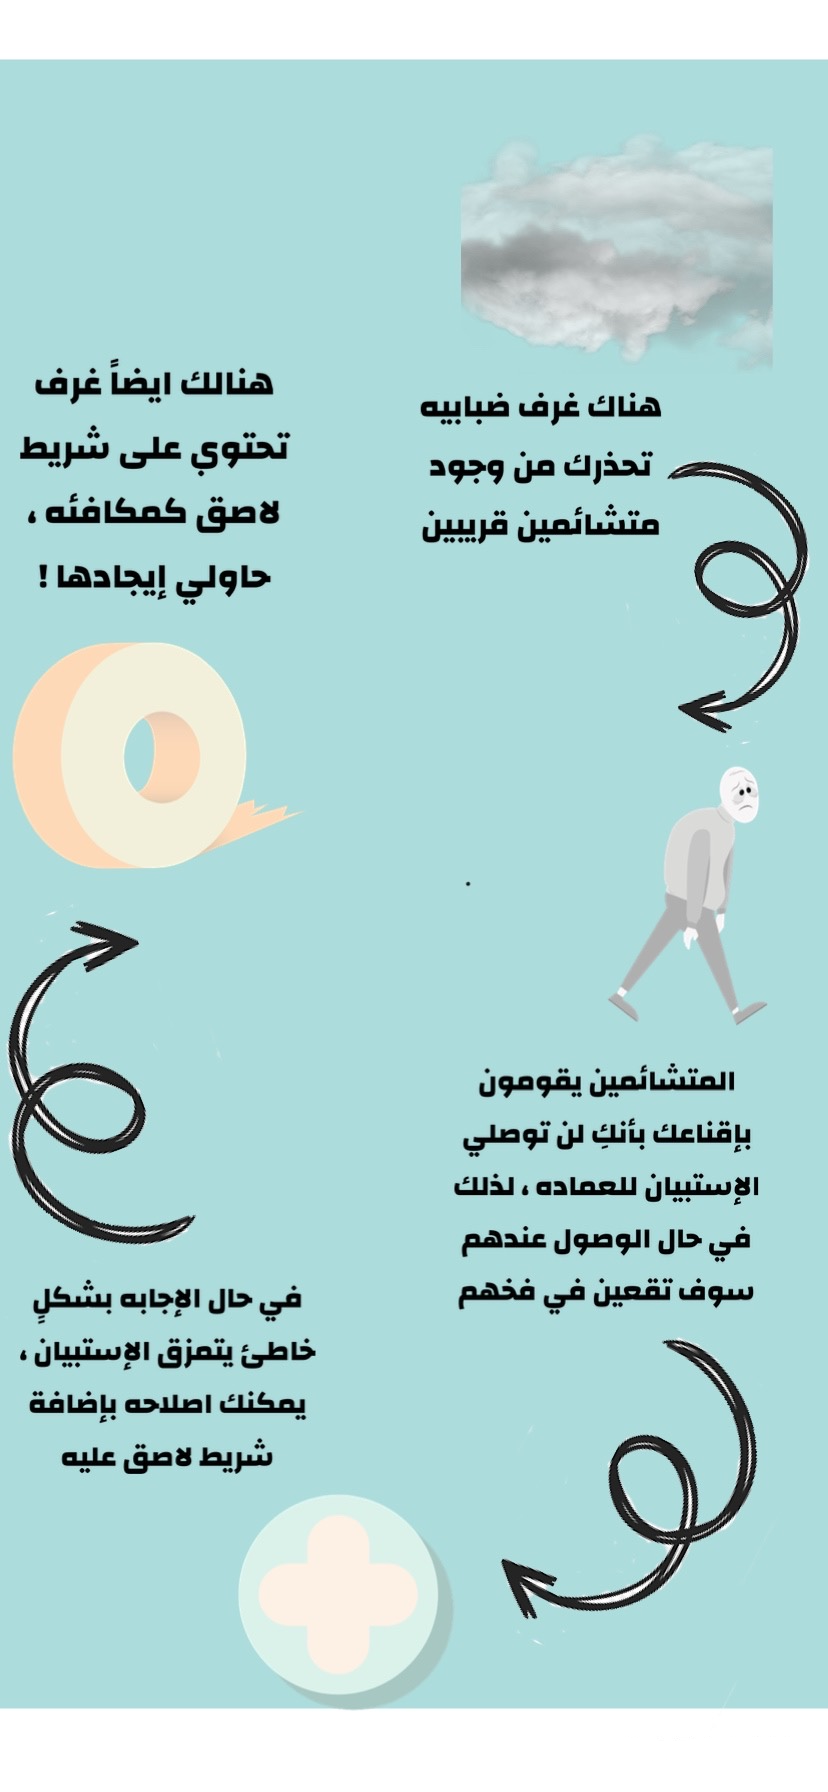 هناك غرف ضبابيه
تحذرك من وجود
متشائمين قريبين
المتشائمين يقومون
بإقناعك بأنكِ لن توصلي
الإستبيان للعماده ، لذلك
في حال الوصول عندهم
سوف تقعين في فخهم
في حال الإجابه بشكلٍ
خاطئ يتمزق الإستبيان ،
يمكنك اصلاحه بإضافة
شريط لاصق عليه
هنالك ايضاً غرف
تحتوي على شريط
لاصق كمكافئه ،
حاولي إيجادها !